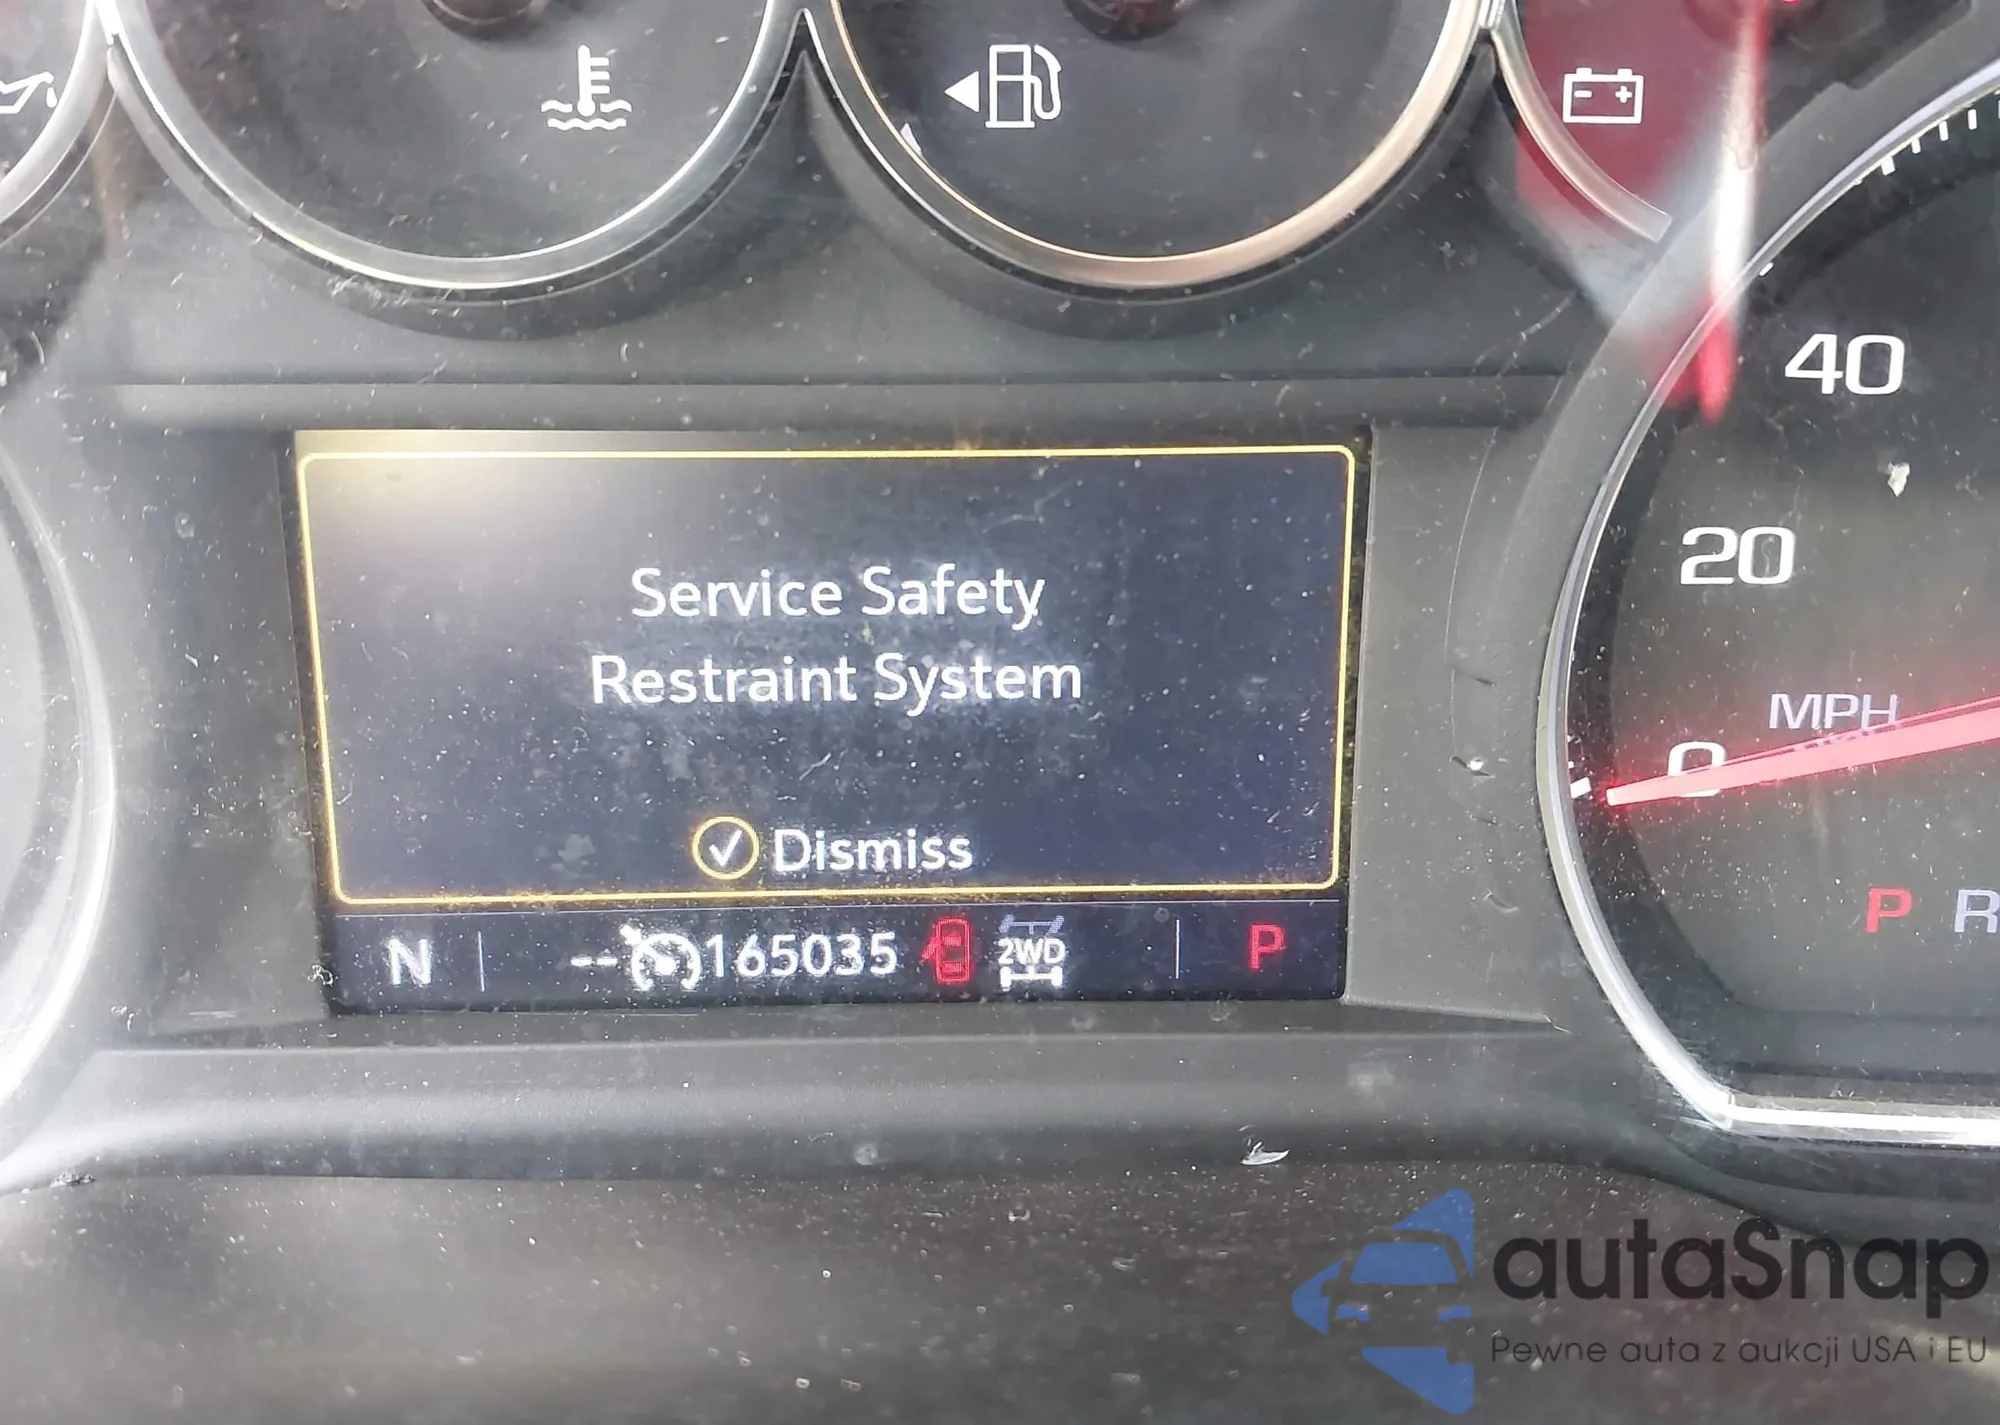 40
20
MPH
0
Service Safety
Restraint System
Dismiss
P R
N -- 165035 2WD P
autaSnap
Pewne auta z aukcji USA i EU